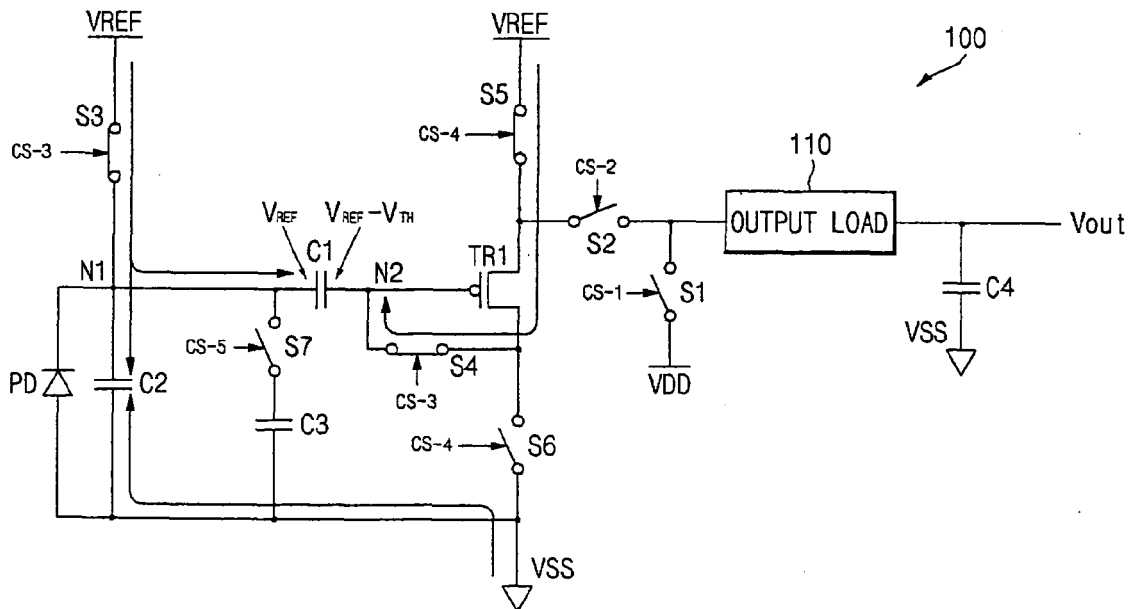 VREF
VREF
100
S3
S5
CS-3
CS-4
110
CS-2
VREF
VREF-VTH
OUTPUT LOAD
Vout
S2
C1
TR1
N1
N2
CS-1
S1
C4
CS-5
S7
S4
VSS
PD
C2
CS-3
VDD
C3
CS-4
S6
VSS